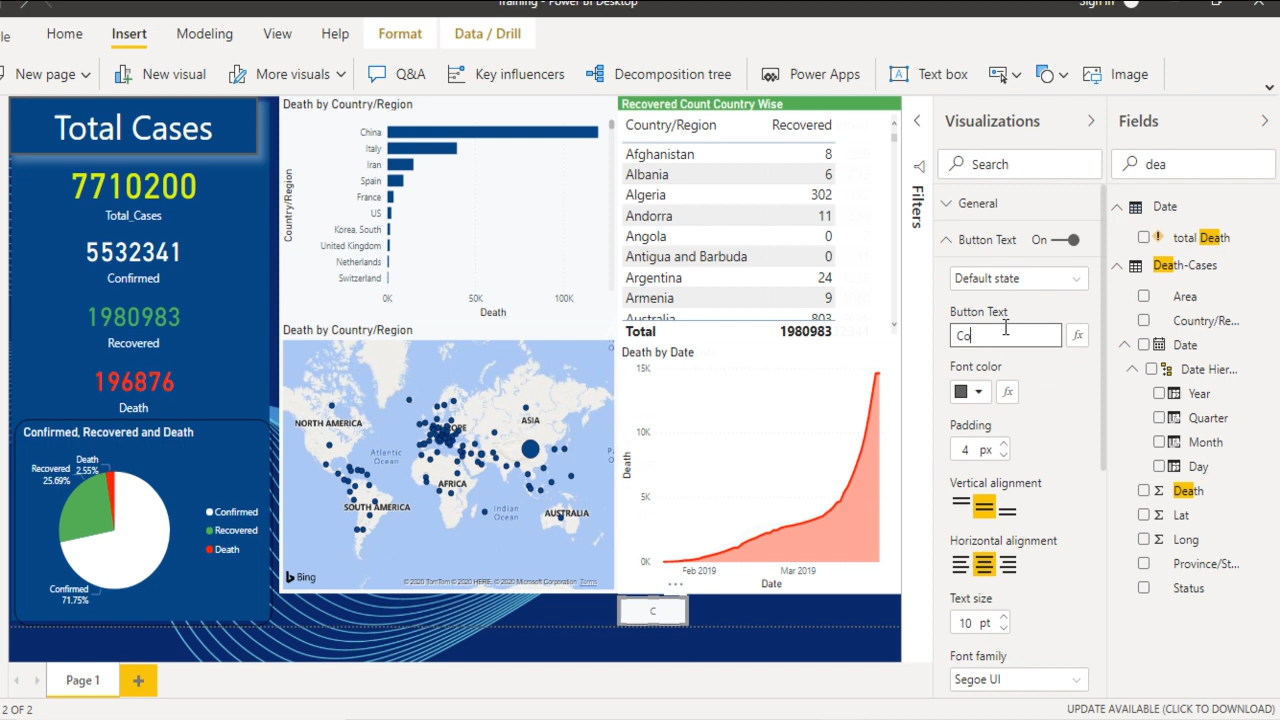 Training - Power BI Desktop
Sign in
Home
Insert
Modeling
View
Help
Format
Data / Drill
New page
New visual
More visuals
Q&A
Key influencers
Decomposition tree
Power Apps
Text box
Image
Total Cases
7710200
Total_Cases
5532341
Confirmed
1980983
Recovered
196876
Death
Confirmed, Recovered and Death
Death
2.55%
Recovered
25.69%
Confirmed
71.75%
Confirmed
Recovered
Death
Death by Country/Region
Country/Region
China
Italy
Iran
Spain
France
US
Korea, South
United Kingdom
Netherlands
Switzerland
0K
50K
100K
Death
Death by Country/Region
NORTH AMERICA
ASIA
Atlantic
Ocean
AFRICA
SOUTH AMERICA
Indian
Ocean
AUSTRALIA
Bing
© 2020 TomTom © 2020 HERE, © 2020 Microsoft Corporation Terms
Recovered Count Country Wise
Country/Region Recovered
Afghanistan 8
Albania 6
Algeria 302
Andorra 11
Angola 0
Antigua and Barbuda 0
Argentina 24
Armenia 9
Australia 803
Total 1980983
Death by Date
Death
15K
10K
5K
0K
Feb 2019
Mar 2019
Date
C
Filters
Visualizations
Search
General
Button Text On
Default state
Button Text
Co
fx
Font color
fx
Padding
4 px
Vertical alignment
Horizontal alignment
Text size
10 pt
Font family
Segoe UI
Fields
dea
Date
total Death
Death-Cases
Area
Country/Re...
Date
Date Hier...
Year
Quarter
Month
Day
Death
Lat
Long
Province/St...
Status
Page 1
2 OF 2
UPDATE AVAILABLE (CLICK TO DOWNLOAD)